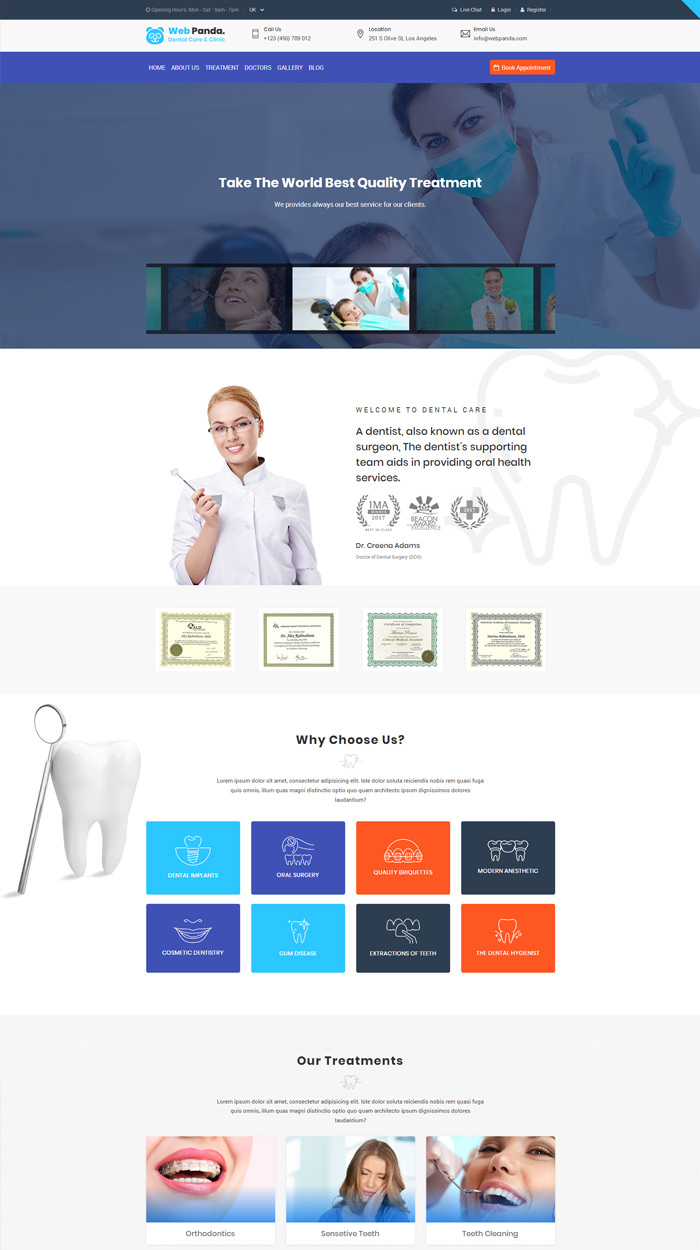 Opening Hours: Mon - Sat : 9am - 7pm
UK
Live Chat
Login
Register
Web Panda.
Dental Care & Clinic
Call Us
+123 (456) 789 012
Location
251 S Olive St, Los Angeles
Email Us
info@webpanda.com
HOME ABOUT US TREATMENT DOCTORS GALLERY BLOG
Book Appointment
Take The World Best Quality Treatment
We provides always our best service for our clients.
WELCOME TO DENTAL CARE
A dentist, also known as a dental
surgeon, The dentist's supporting
team aids in providing oral health
services.
IMA
2017
BEST IN CLASS
BEACON
AWARD
EXCELLENCE
2017
Dr. Creena Adams
Doctor of Dental Surgery (DDS)
Certificate of Completion
Why Choose Us?
Lorem ipsum dolor sit amet, consectetur adipisicing elit. Iste dolor soluta reiciendis nobis rem quasi fuga
quis omnis, illum quas magni distinctio optio quos architecto ipsum dignissimos dolores
laudantium?
DENTAL IMPLANTS
ORAL SURGERY
QUALITY BRIQUETTES
MODERN ANESTHETIC
COSMETIC DENTISTRY
GUM DISEASE
EXTRACTIONS OF TEETH
THE DENTAL HYGIENIST
Our Treatments
Lorem ipsum dolor sit amet, consectetur adipisicing elit. Iste dolor soluta reiciendis nobis rem quasi fuga
quis omnis, illum quas magni distinctio optio quas architecto ipsum dignissimos dolores
laudantium?
Orthodontics
Sensetive Teeth
Teeth Cleaning